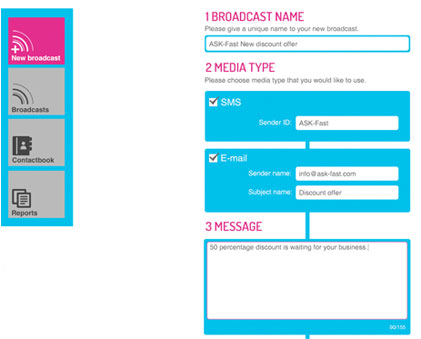 New broadcast
Broadcasts
Contactbook
Reports
1 BROADCAST NAME
Please give a unique name to your new broadcast.
ASK-Fast New discount offer
2 MEDIA TYPE
Please choose media type that you would like to use.
SMS
Sender ID: ASK-Fast
E-mail
Sender name: info@ask-fast.com
Subject name: Discount offer
3 MESSAGE
50 percentage discount is waiting for your business.
90/155